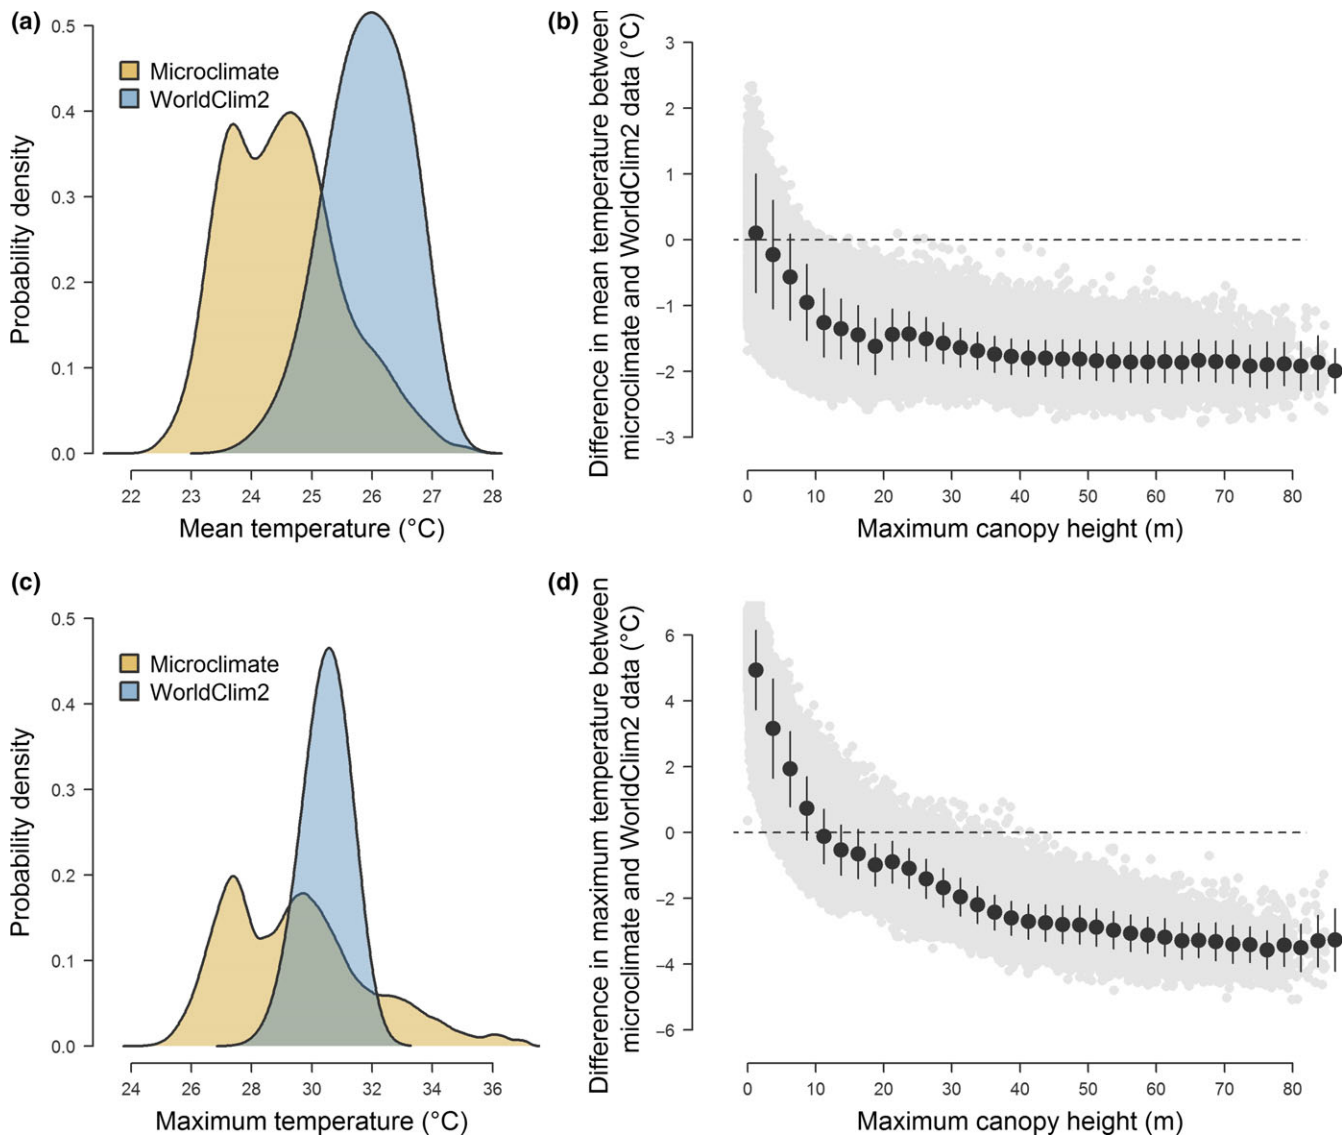 (a)
Microclimate
WorldClim2
Probability density
0.5
0.4
0.3
0.2
0.1
0.0
22 23 24 25 26 27 28
Mean temperature (°C)
(b)
Difference in mean temperature between
microclimate and WorldClim2 data (°C)
3
2
1
0
−1
−2
−3
0 10 20 30 40 50 60 70 80
Maximum canopy height (m)
(c)
Microclimate
WorldClim2
Probability density
0.5
0.4
0.3
0.2
0.1
0.0
24 26 28 30 32 34 36
Maximum temperature (°C)
(d)
Difference in maximum temperature between
microclimate and WorldClim2 data (°C)
6
4
2
0
−2
−4
−6
0 10 20 30 40 50 60 70 80
Maximum canopy height (m)